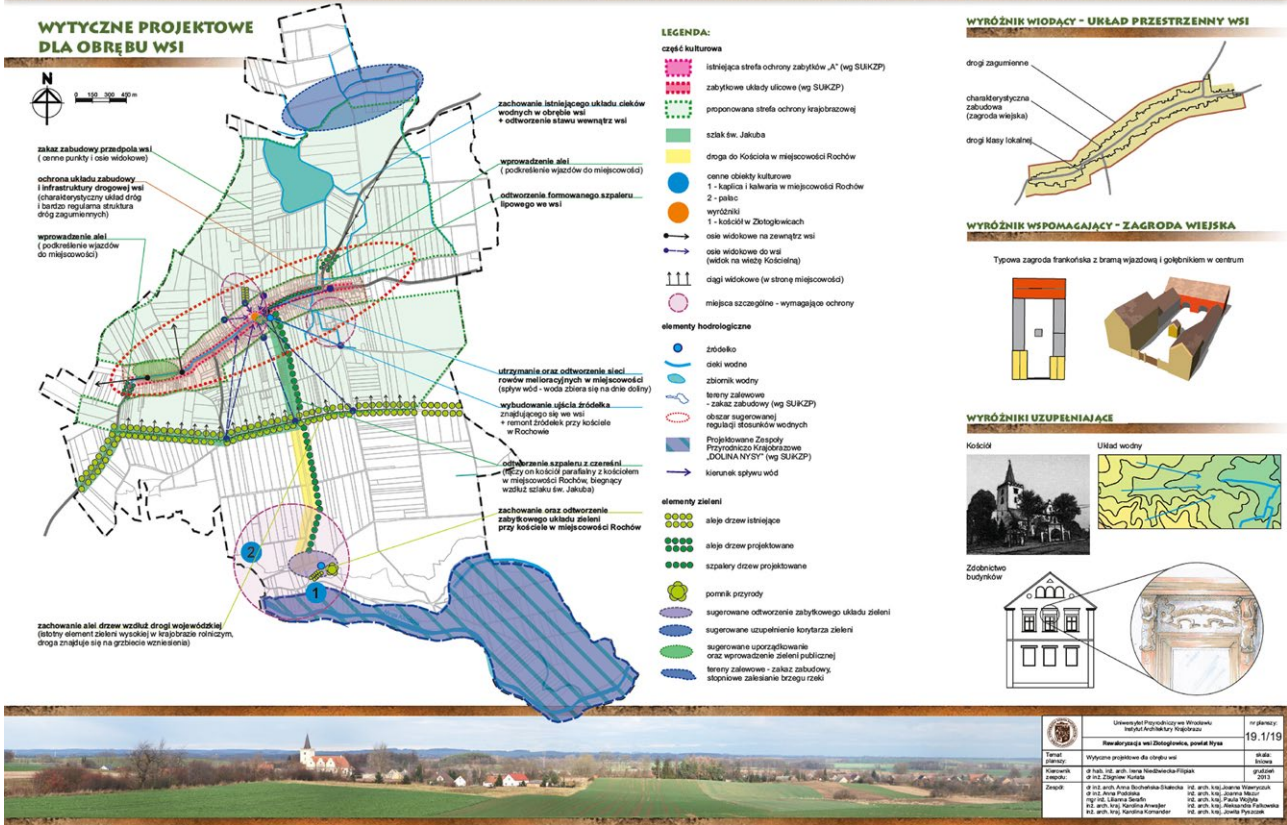 WYTYCZNE PROJEKTOWE
DLA OBRĘBU WSI
N
0 150 300 450 m
zakaz zabudowy przedpola wsi
( cenne punkty i osie widokowe)
ochrona układu zabudowy
i infrastruktury drogowej wsi
(charakterystyczny układ dróg
i bardzo regularna struktura
dróg zagumiennych)
wprowadzenie alei
( podkreślenie wjazdów
do miejscowości)
zachowanie istniejącego układu cieków
wodnych w obrębie wsi
+ odtworzenie stawu wewnątrz wsi
wprowadzenie alei
( podkreślenie wjazdów do miejscowości)
odtworzenie formowanego szpaleru
lipowego we wsi
utrzymanie oraz odtworzenie sieci
rowów melioracyjnych w miejscowości
(spływ wód - woda zbiera się na dnie doliny)
wybudowanie ujścia źródełka
znajdującego się we wsi
+ remont źródełek przy kościele
w Rochowie
odtworzenie szpaleru z czereśni
(łączy on kościół parafialny z kościołem
w miejscowości Rochów, biegnący
wzdłuż szlaku św. Jakuba)
zachowanie oraz odtworzenie
zabytkowego układu zieleni
przy kościele w miejscowości Rochów
2
1
zachowanie alei drzew wzdłuż drogi wojewódzkiej
(istotny element zieleni wysokiej w krajobrazie rolniczym,
droga znajduje się na grzbiecie wzniesienia)
LEGENDA:
część kulturowa
istniejąca strefa ochrony zabytków „A” (wg SUiKZP)
zabytkowe układy ulicowe (wg SUiKZP)
proponowana strefa ochrony krajobrazowej
szlak św. Jakuba
droga do Kościoła w miejscowości Rochów
cenne obiekty kulturowe
1 - kaplica i kalwaria w miejscowości Rochów
2 - pałac
wyróżniki
1 - kościół w Złotogłowicach
osie widokowe na zewnątrz wsi
osie widokowe do wsi
(widok na wieżę Kościelną)
ciągi widokowe (w stronę miejscowości)
miejsca szczególne - wymagające ochrony
elementy hydrologiczne
źródełko
cieki wodne
zbiornik wodny
tereny zalewowe
- zakaz zabudowy (wg SUiKZP)
obszar sugerowanej
regulacji stosunków wodnych
Projektowane Zespoły
Przyrodniczo Krajobrazowe
„DOLINA NYSY” (wg SUiKZP)
kierunek spływu wód
elementy zieleni
aleje drzew istniejące
aleje drzew projektowane
szpalery drzew projektowane
pomnik przyrody
sugerowane odtworzenie zabytkowego układu zieleni
sugerowane uzupełnienie korytarza zieleni
sugerowane uporządkowanie
oraz wprowadzenie zieleni publicznej
tereny zalewowe - zakaz zabudowy,
stopniowe zalesianie brzegu rzeki
WYRÓŻNIK WIODĄCY - UKŁAD PRZESTRZENNY WSI
drogi zagumienne
charakterystyczna
zabudowa
(zagroda wiejska)
drogi klasy lokalnej
WYRÓŻNIK WSPOMAGAJĄCY - ZAGRODA WIEJSKA
Typowa zagroda frankońska z bramą wjazdową i gołębnikiem w centrum
WYRÓŻNIKI UZUPEŁNIAJĄCE
Kościół
Układ wodny
Zdobnictwo
budynków
Uniwersytet Przyrodniczy we Wrocławiu
Instytut Architektury Krajobrazu
nr planszy:
19.1/19
Rewaloryzacja wsi Złotogłowice, powiat Nysa
Temat
planszy:
Wytyczne projektowe dla obrębu wsi
skala:
liniowa
Kierownik
zespołu:
dr hab. inż. arch. Irena Niedźwiecka-Filipiak
dr inż. Zbigniew Kuriata
grudzień
2013
Zespół:
dr inż. arch. Anna Bocheńska-Skałecka inż. arch. kraj. Joanna Wawryczuk
dr inż. Anna Podolska inż. arch. kraj. Joanna Mazur
mgr inż. Lilianna Serafin inż. arch. kraj. Paula Wojtyła
inż. arch. kraj. Karolina Anwajler inż. arch. kraj. Aleksandra Falkowska
inż. arch. kraj. Karolina Komander inż. arch. kraj. Jowita Pyszczek